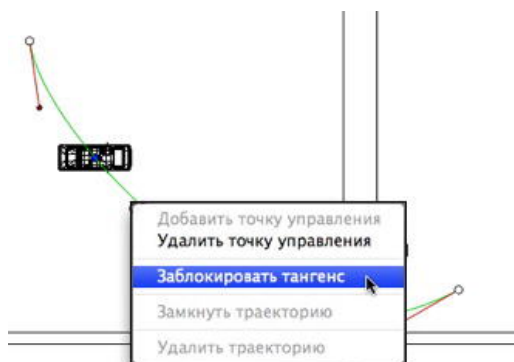 Добавить точку управления
Удалить точку управления
Заблокировать тангенс
Замкнуть траекторию
Удалить траекторию